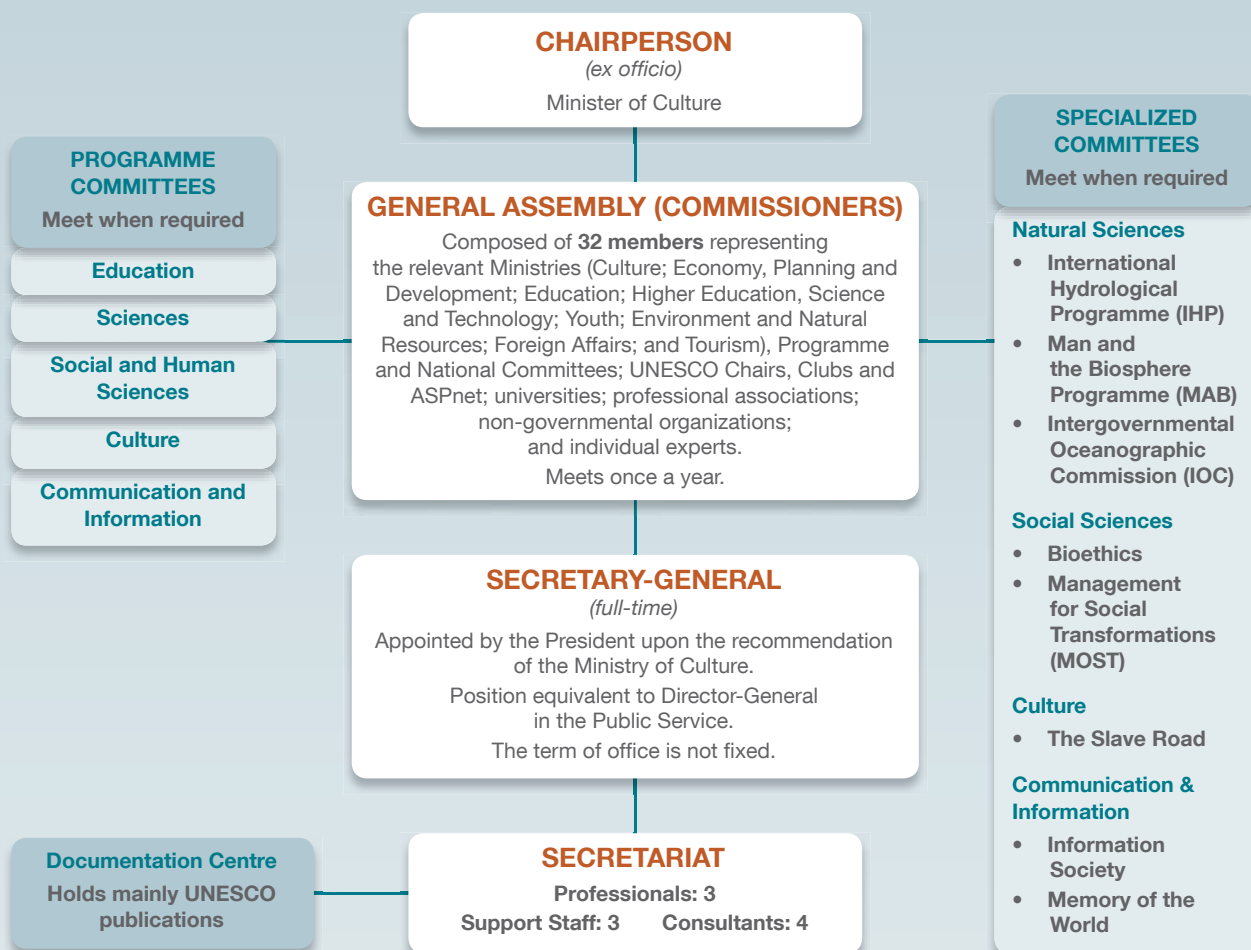 CHAIRPERSON
(ex officio)
Minister of Culture
PROGRAMME
COMMITTEES
Meet when required
Education
Sciences
Social and Human
Sciences
Culture
Communication and
Information
GENERAL ASSEMBLY (COMMISSIONERS)
Composed of 32 members representing
the relevant Ministries (Culture; Economy, Planning and
Development; Education; Higher Education, Science
and Technology; Youth; Environment and Natural
Resources; Foreign Affairs; and Tourism), Programme
and National Committees; UNESCO Chairs, Clubs and
ASPnet; universities; professional associations;
non-governmental organizations;
and individual experts.
Meets once a year.
SPECIALIZED
COMMITTEES
Meet when required
Natural Sciences
• International
Hydrological
Programme (IHP)
• Man and
the Biosphere
Programme (MAB)
• Intergovernmental
Oceanographic
Commission (IOC)
Social Sciences
• Bioethics
• Management
for Social
Transformations
(MOST)
Culture
• The Slave Road
Communication &
Information
• Information
Society
• Memory of the
World
SECRETARY-GENERAL
(full-time)
Appointed by the President upon the recommendation
of the Ministry of Culture.
Position equivalent to Director-General
in the Public Service.
The term of office is not fixed.
Documentation Centre
Holds mainly UNESCO
publications
SECRETARIAT
Professionals: 3
Support Staff: 3 Consultants: 4